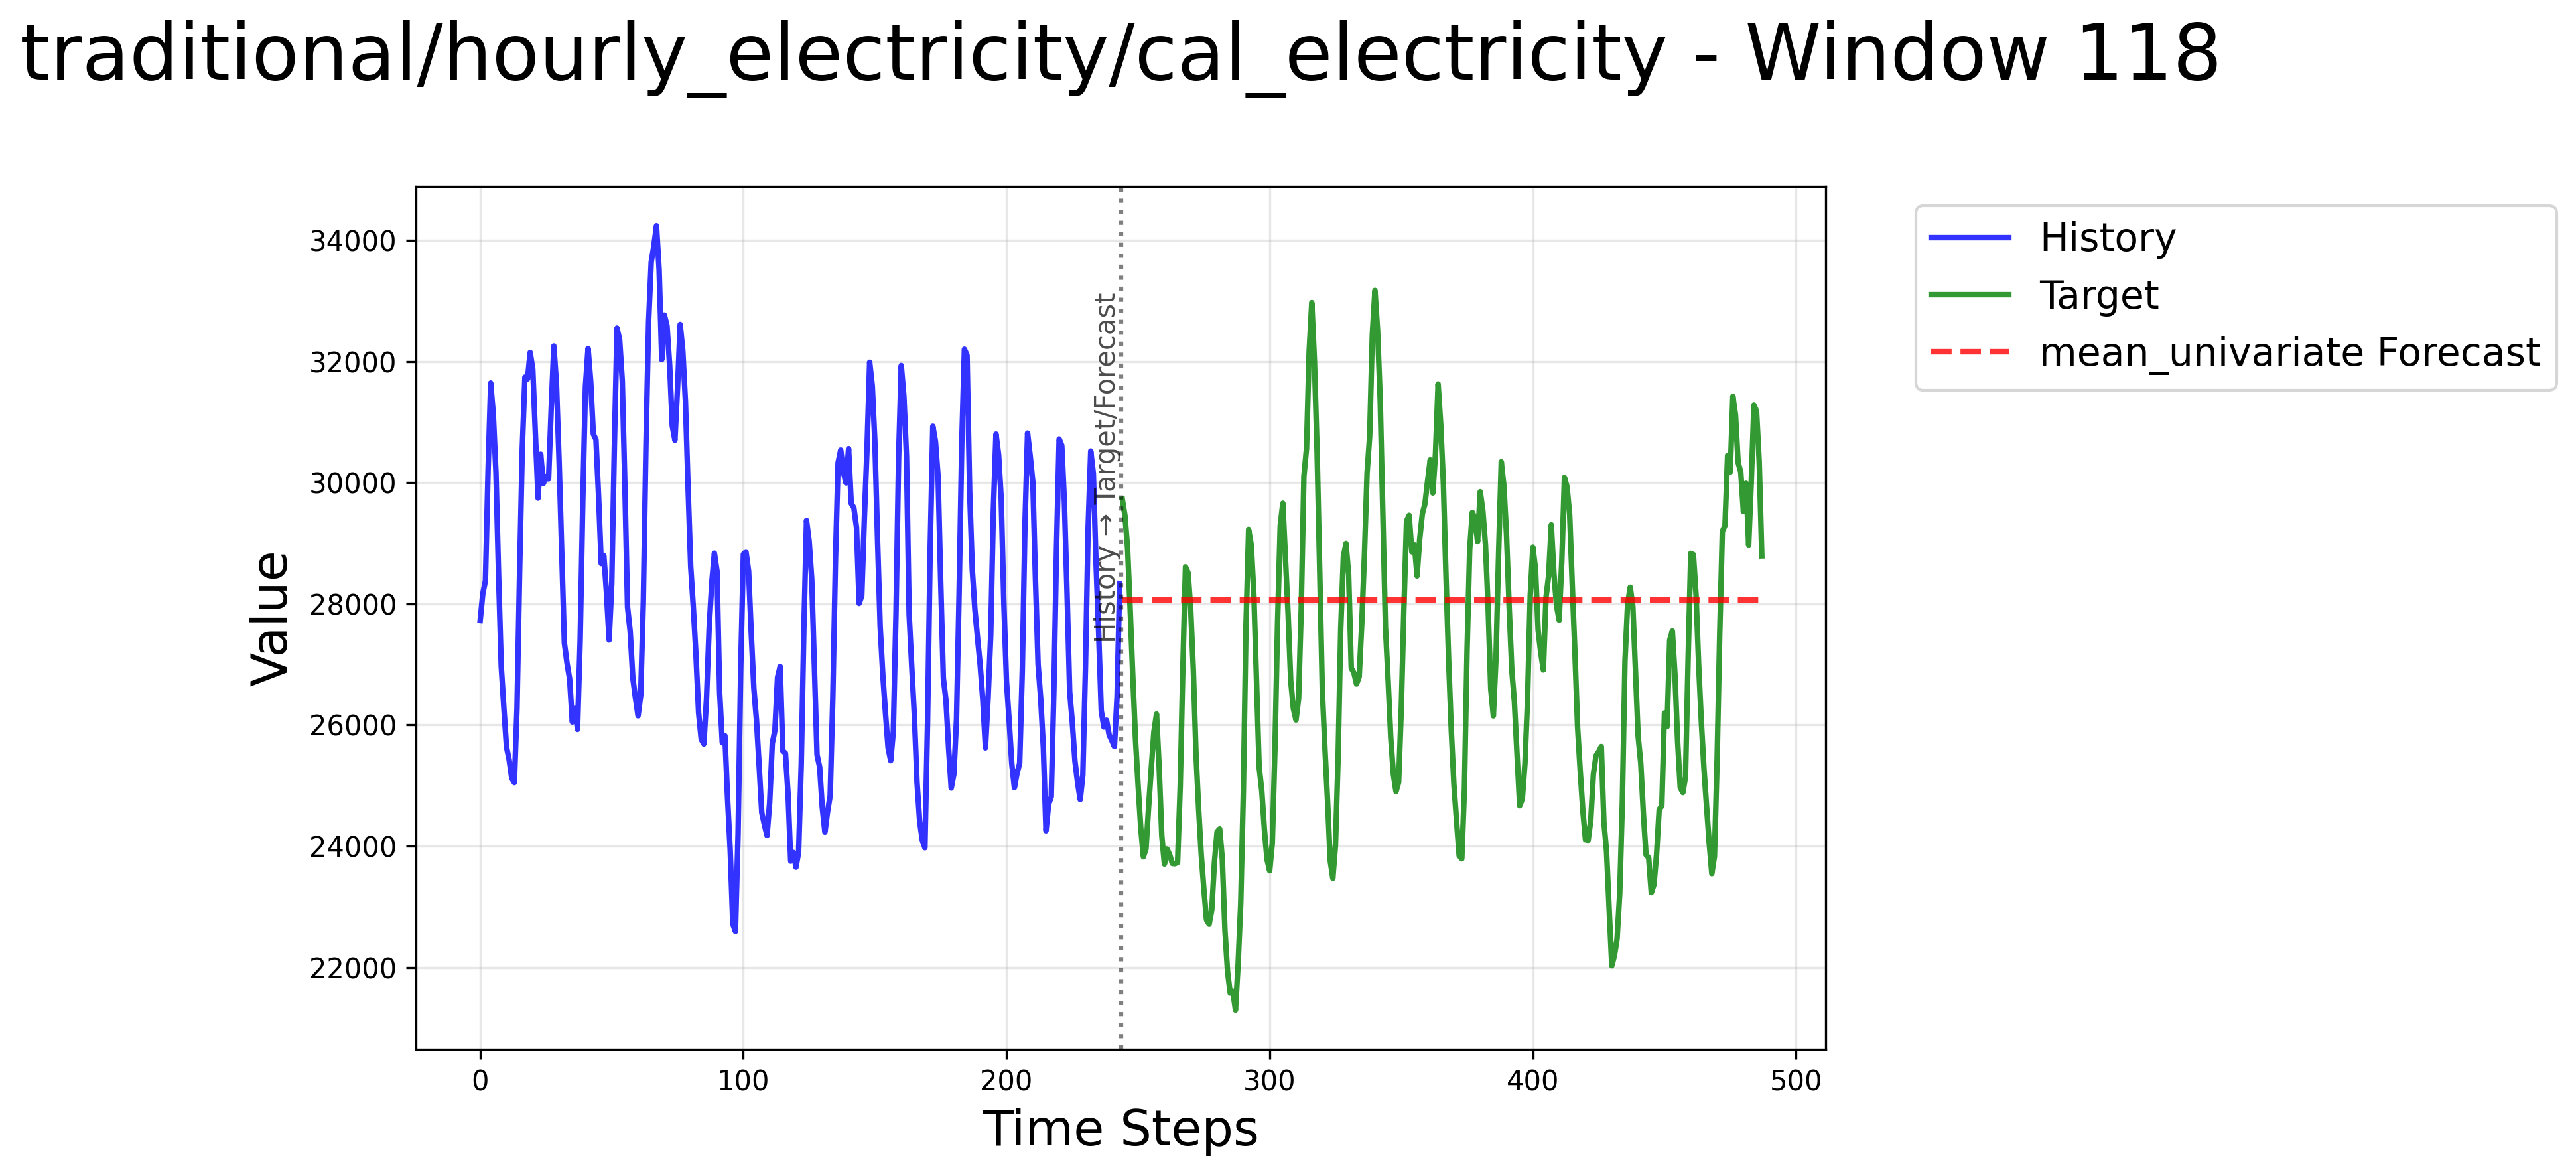 traditional/hourly_electricity/cal_electricity - Window 118
History
Target
mean_univariate Forecast
34000
32000
30000
28000
26000
24000
22000
Value
History → Target/Forecast
0
100
200
300
400
500
Time Steps